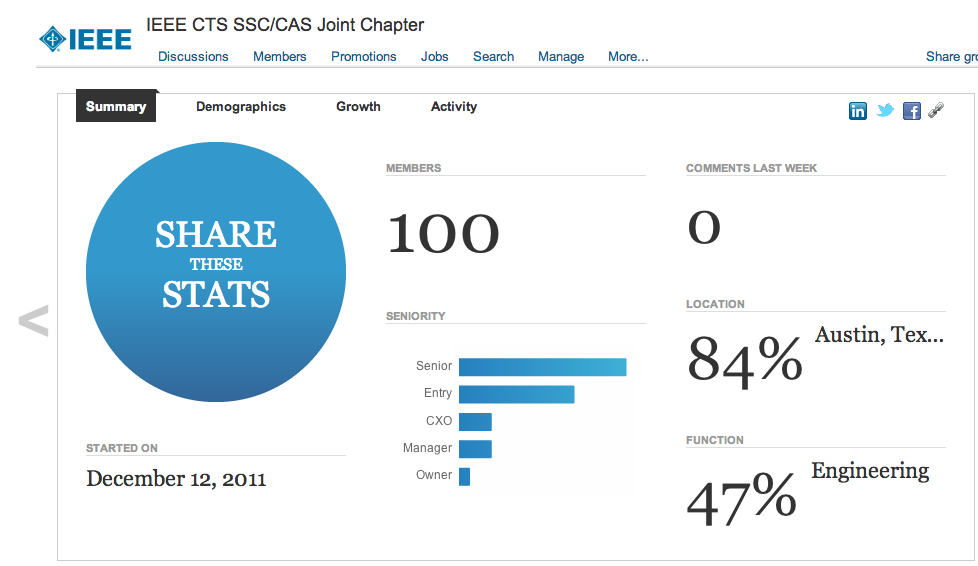 IEEE
IEEE CTS SSC/CAS Joint Chapter
Discussions Members Promotions Jobs Search Manage More...
Share gro
Summary Demographics Growth Activity
in f
SHARE
THESE
STATS
STARTED ON
December 12, 2011
MEMBERS
100
SENIORITY
Senior
Entry
CXO
Manager
Owner
COMMENTS LAST WEEK
0
LOCATION
84% Austin, Tex...
FUNCTION
47% Engineering
<